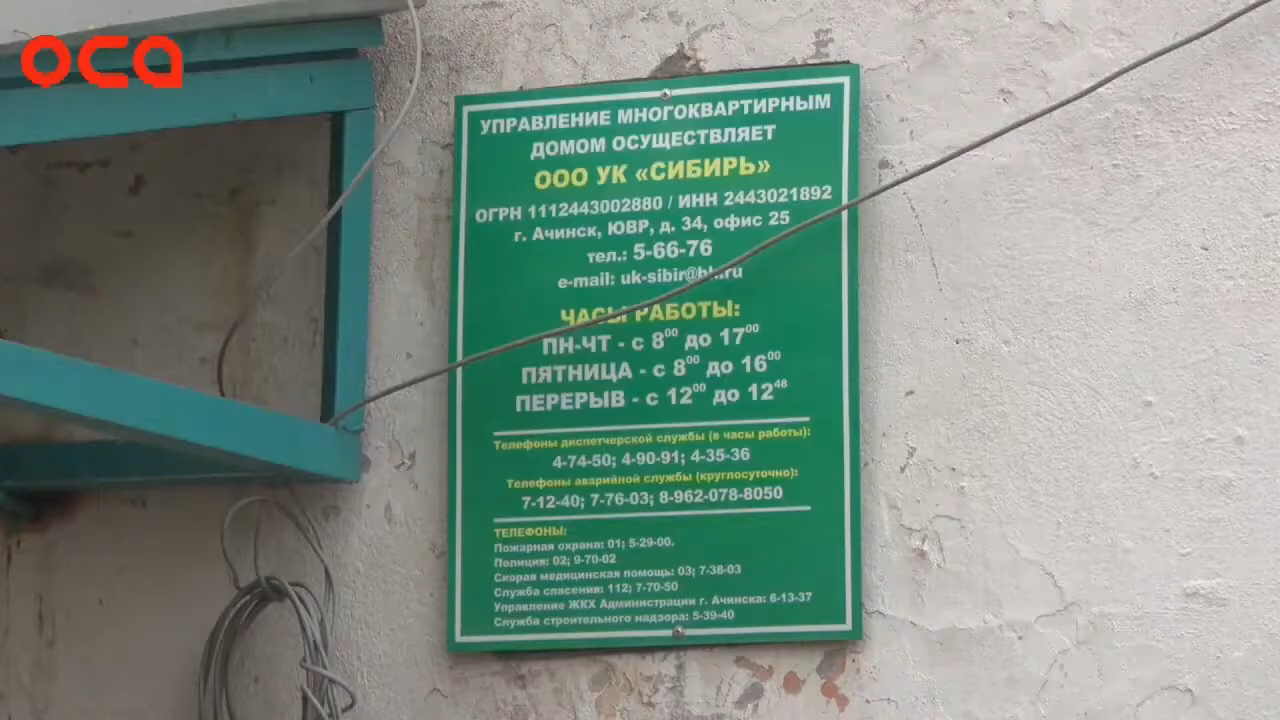 оса
УПРАВЛЕНИЕ МНОГОКВАРТИРНЫМ
ДОМОМ ОСУЩЕСТВЛЯЕТ
ООО УК «СИБИРЬ»
ОГРН 1112443002880 / ИНН 2443021892
г. Ачинск, ЮВР, д. 34, офис 25
тел.: 5-66-76
e-mail: uk-sibir@bk.ru
ЧАСЫ РАБОТЫ:
ПН-ЧТ - с 8⁰⁰ до 17⁰⁰
ПЯТНИЦА - с 8⁰⁰ до 16⁰⁰
ПЕРЕРЫВ - с 12⁰⁰ до 12⁴⁸
Телефоны диспетчерской службы (в часы работы):
4-74-50; 4-90-91; 4-35-36
Телефоны аварийной службы (круглосуточно):
7-12-40; 7-76-03; 8-962-078-8050
ТЕЛЕФОНЫ:
Пожарная охрана: 01; 5-29-00.
Полиция: 02; 9-70-02
Скорая медицинская помощь: 03; 7-38-03
Служба спасения: 112; 7-70-50
Управление ЖКХ Администрации г. Ачинска: 6-13-37
Служба строительного надзора: 5-39-40